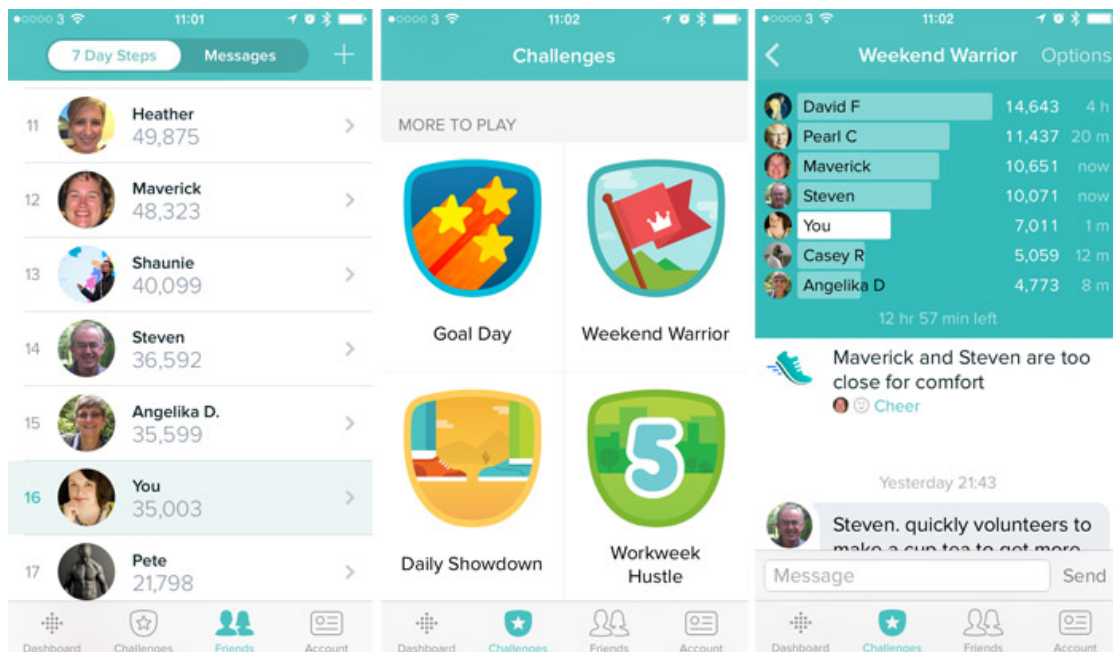 3 11:01
7 Day Steps Messages +
11 Heather
49,875
12 Maverick
48,323
13 Shaunie
40,099
14 Steven
36,592
15 Angelika D.
35,599
16 You
35,003
17 Pete
21,798
Dashboard Challenges Friends Account
3 11:02
Challenges
MORE TO PLAY
Goal Day
Weekend Warrior
5
Daily Showdown
Workweek
Hustle
Dashboard Challenges Friends Account
3 11:02
Weekend Warrior Options
David F 14,643 4 h
Pearl C 11,437 20 m
Maverick 10,651 now
Steven 10,071 now
You 7,011 1 m
Casey R 5,059 12 m
Angelika D 4,773 8 m
12 hr 57 min left
Maverick and Steven are too
close for comfort
Cheer
Yesterday 21:43
Steven. quickly volunteers to
make a cup tea to get more
Message Send
Dashboard Challenges Friends Account